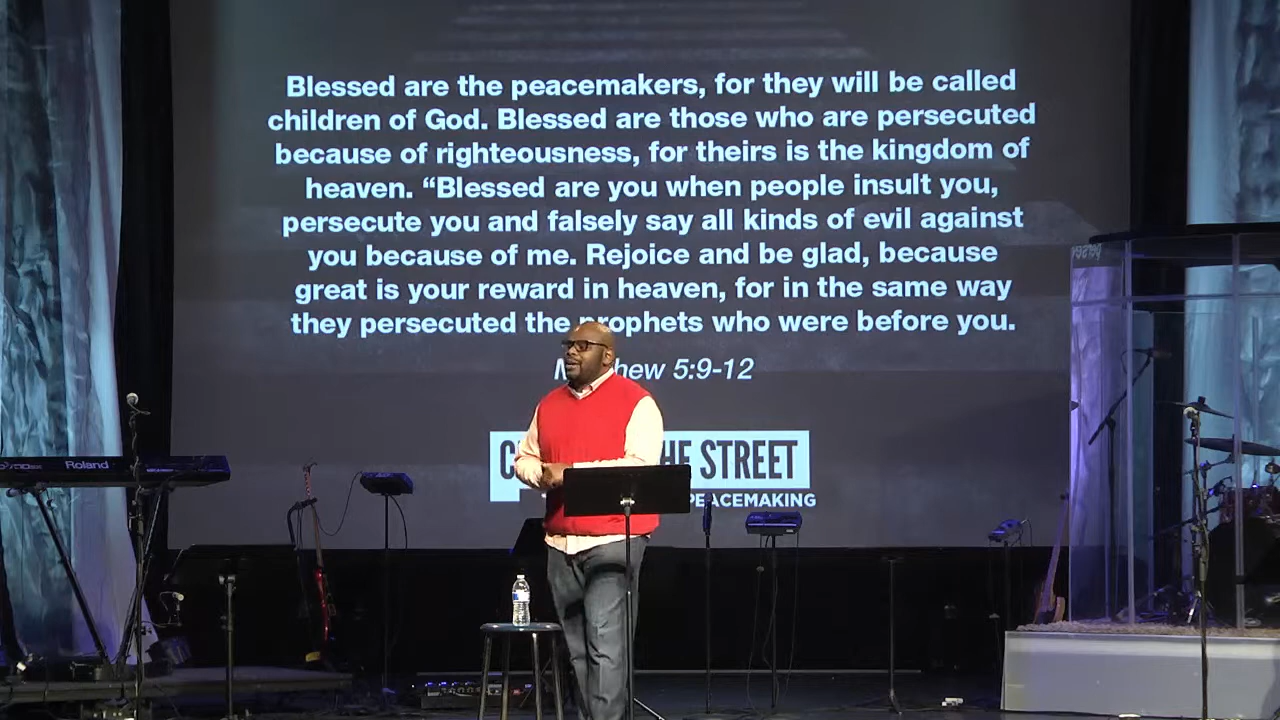 Blessed are the peacemakers, for they will be called
children of God. Blessed are those who are persecuted
because of righteousness, for theirs is the kingdom of
heaven. “Blessed are you when people insult you,
persecute you and falsely say all kinds of evil against
you because of me. Rejoice and be glad, because
great is your reward in heaven, for in the same way
they persecuted the prophets who were before you.
5:9-12
STREET
PEACEMAKING
Roland